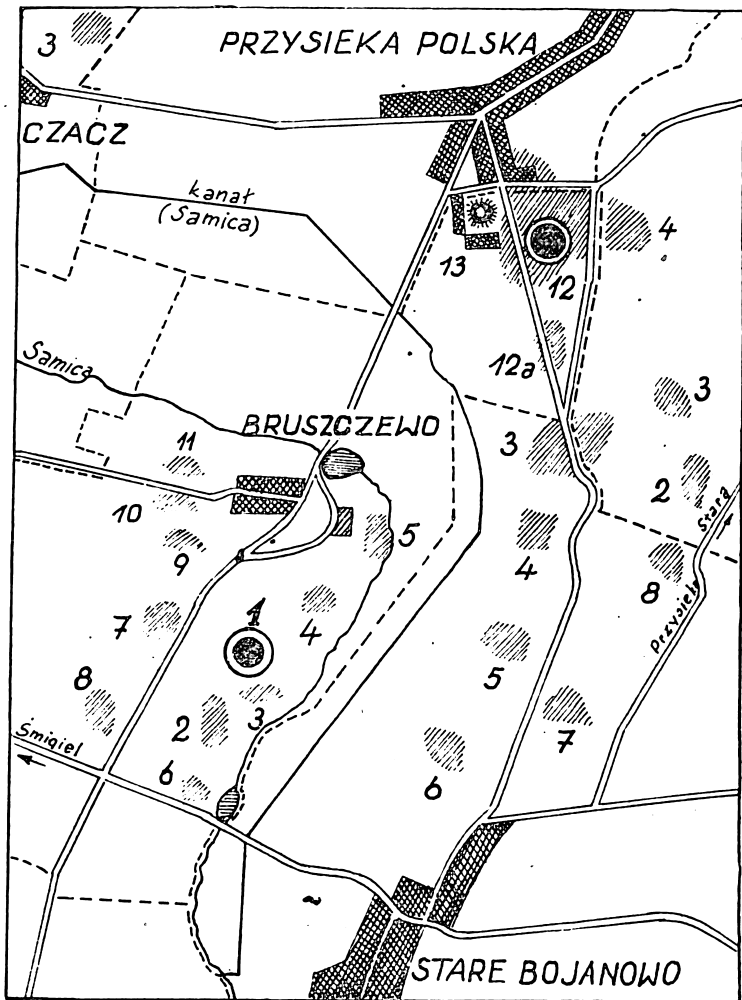 3
PRZYSIEKA POLSKA
CZACZ
kanał
(Samica)
4
13
12
12a
Samica
3
BRUSZCZEWO
3
11
2
Stara
10
5
9
4
8
Przysieka
7
4
1
5
8
2
3
7
Śmigiel
6
6
STARE BOJANOWO